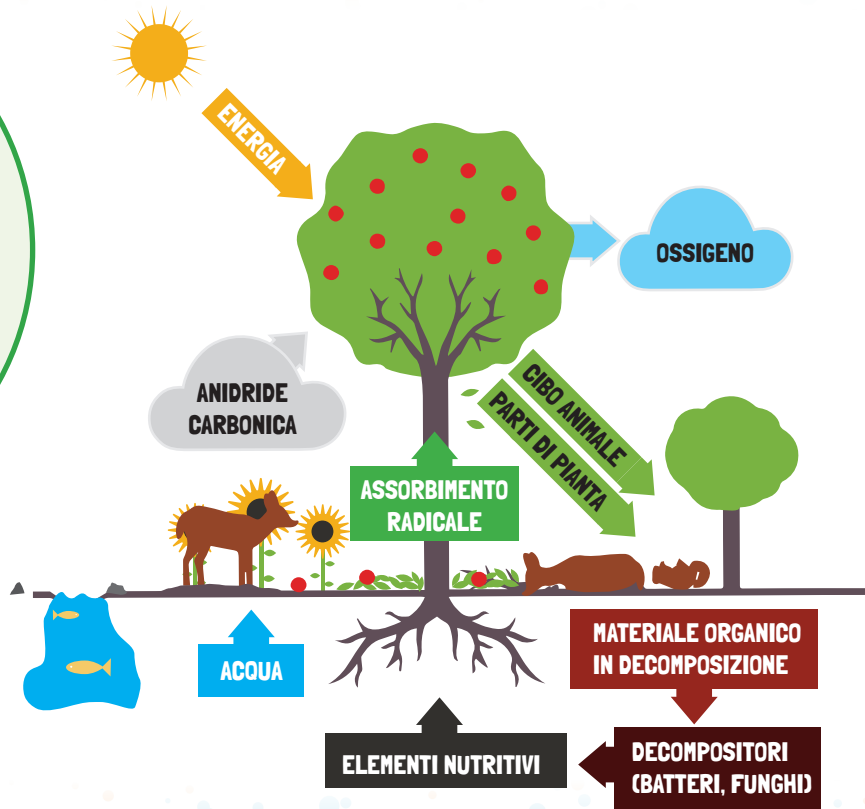 ENERGIA
OSSIGENO
ANIDRIDE
CARBONICA
CIBO ANIMALE
PARTI DI PIANTA
ASSORBIMENTO
RADICALE
ACQUA
MATERIALE ORGANICO
IN DECOMPOSIZIONE
ELEMENTI NUTRITIVI
DECOMPOSITORI
(BATTERI, FUNGHI)